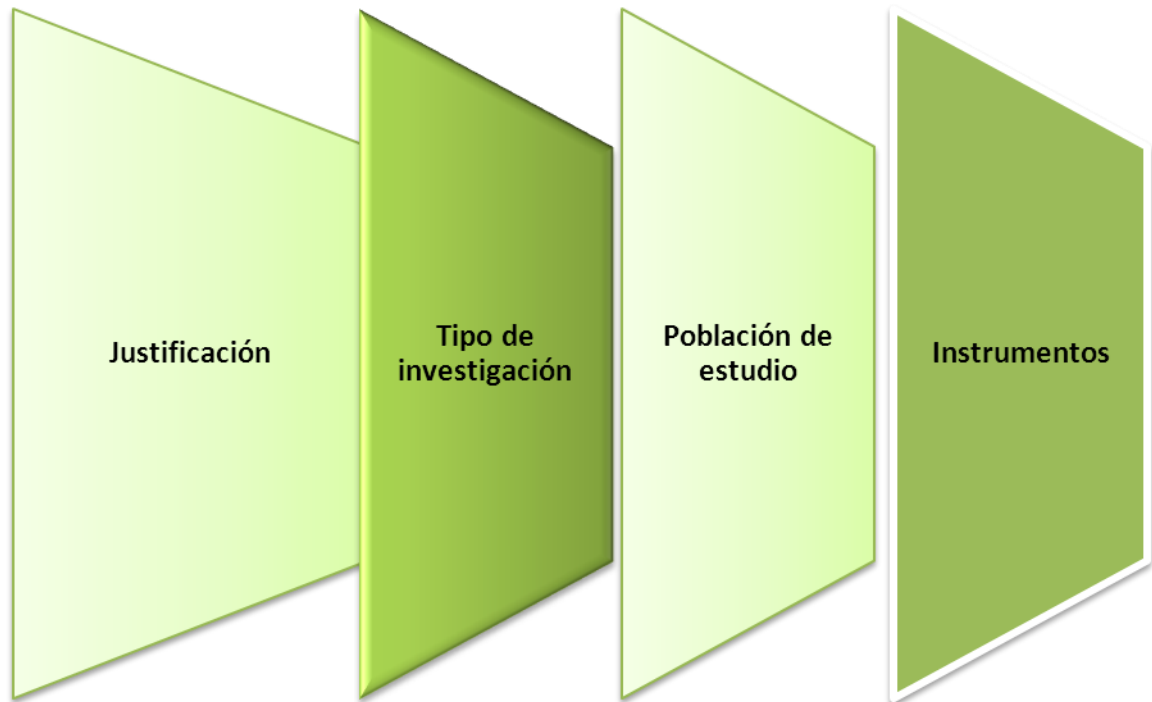 Justificación
Tipo de
investigación
Población de
estudio
Instrumentos